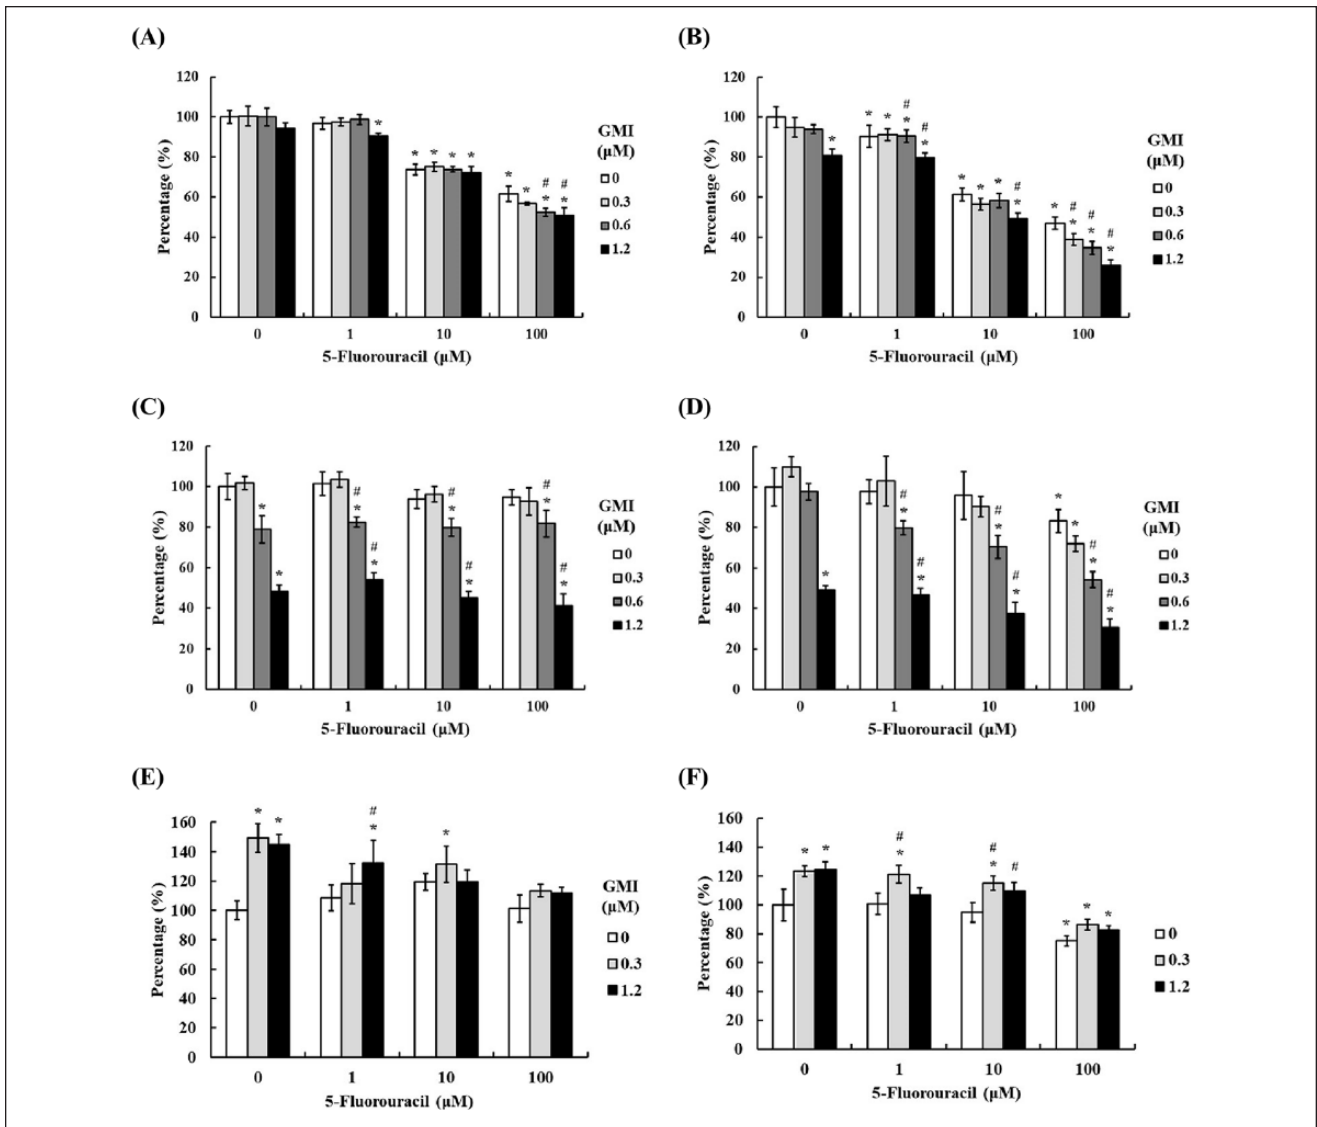 (A)
120
100
80
60
40
20
0
Percentage (%)
* * * * * * * # * # *
0 1 10 100
5-Fluorouracil (μM)
GMI
(μM)
0
0.3
0.6
1.2
(B)
120
100
80
60
40
20
0
Percentage (%)
* * * # * # * * * * # * * # * # * # *
0 1 10 100
5-Fluorouracil (μM)
GMI
(μM)
0
0.3
0.6
1.2
(C)
120
100
80
60
40
20
0
Percentage (%)
* * # * # * # * # * # * # *
0 1 10 100
5-Fluorouracil (μM)
GMI
(μM)
0
0.3
0.6
1.2
(D)
120
100
80
60
40
20
0
Percentage (%)
* # * # * # * # * * * # * # *
0 1 10 100
5-Fluorouracil (μM)
GMI
(μM)
0
0.3
0.6
1.2
(E)
160
140
120
100
80
60
40
20
0
Percentage (%)
* * # * *
0 1 10 100
5-Fluorouracil (μM)
GMI
(μM)
0
0.3
1.2
(F)
160
140
120
100
80
60
40
20
0
Percentage (%)
* * # * # * # * * *
0 1 10 100
5-Fluorouracil (μM)
GMI
(μM)
0
0.3
1.2